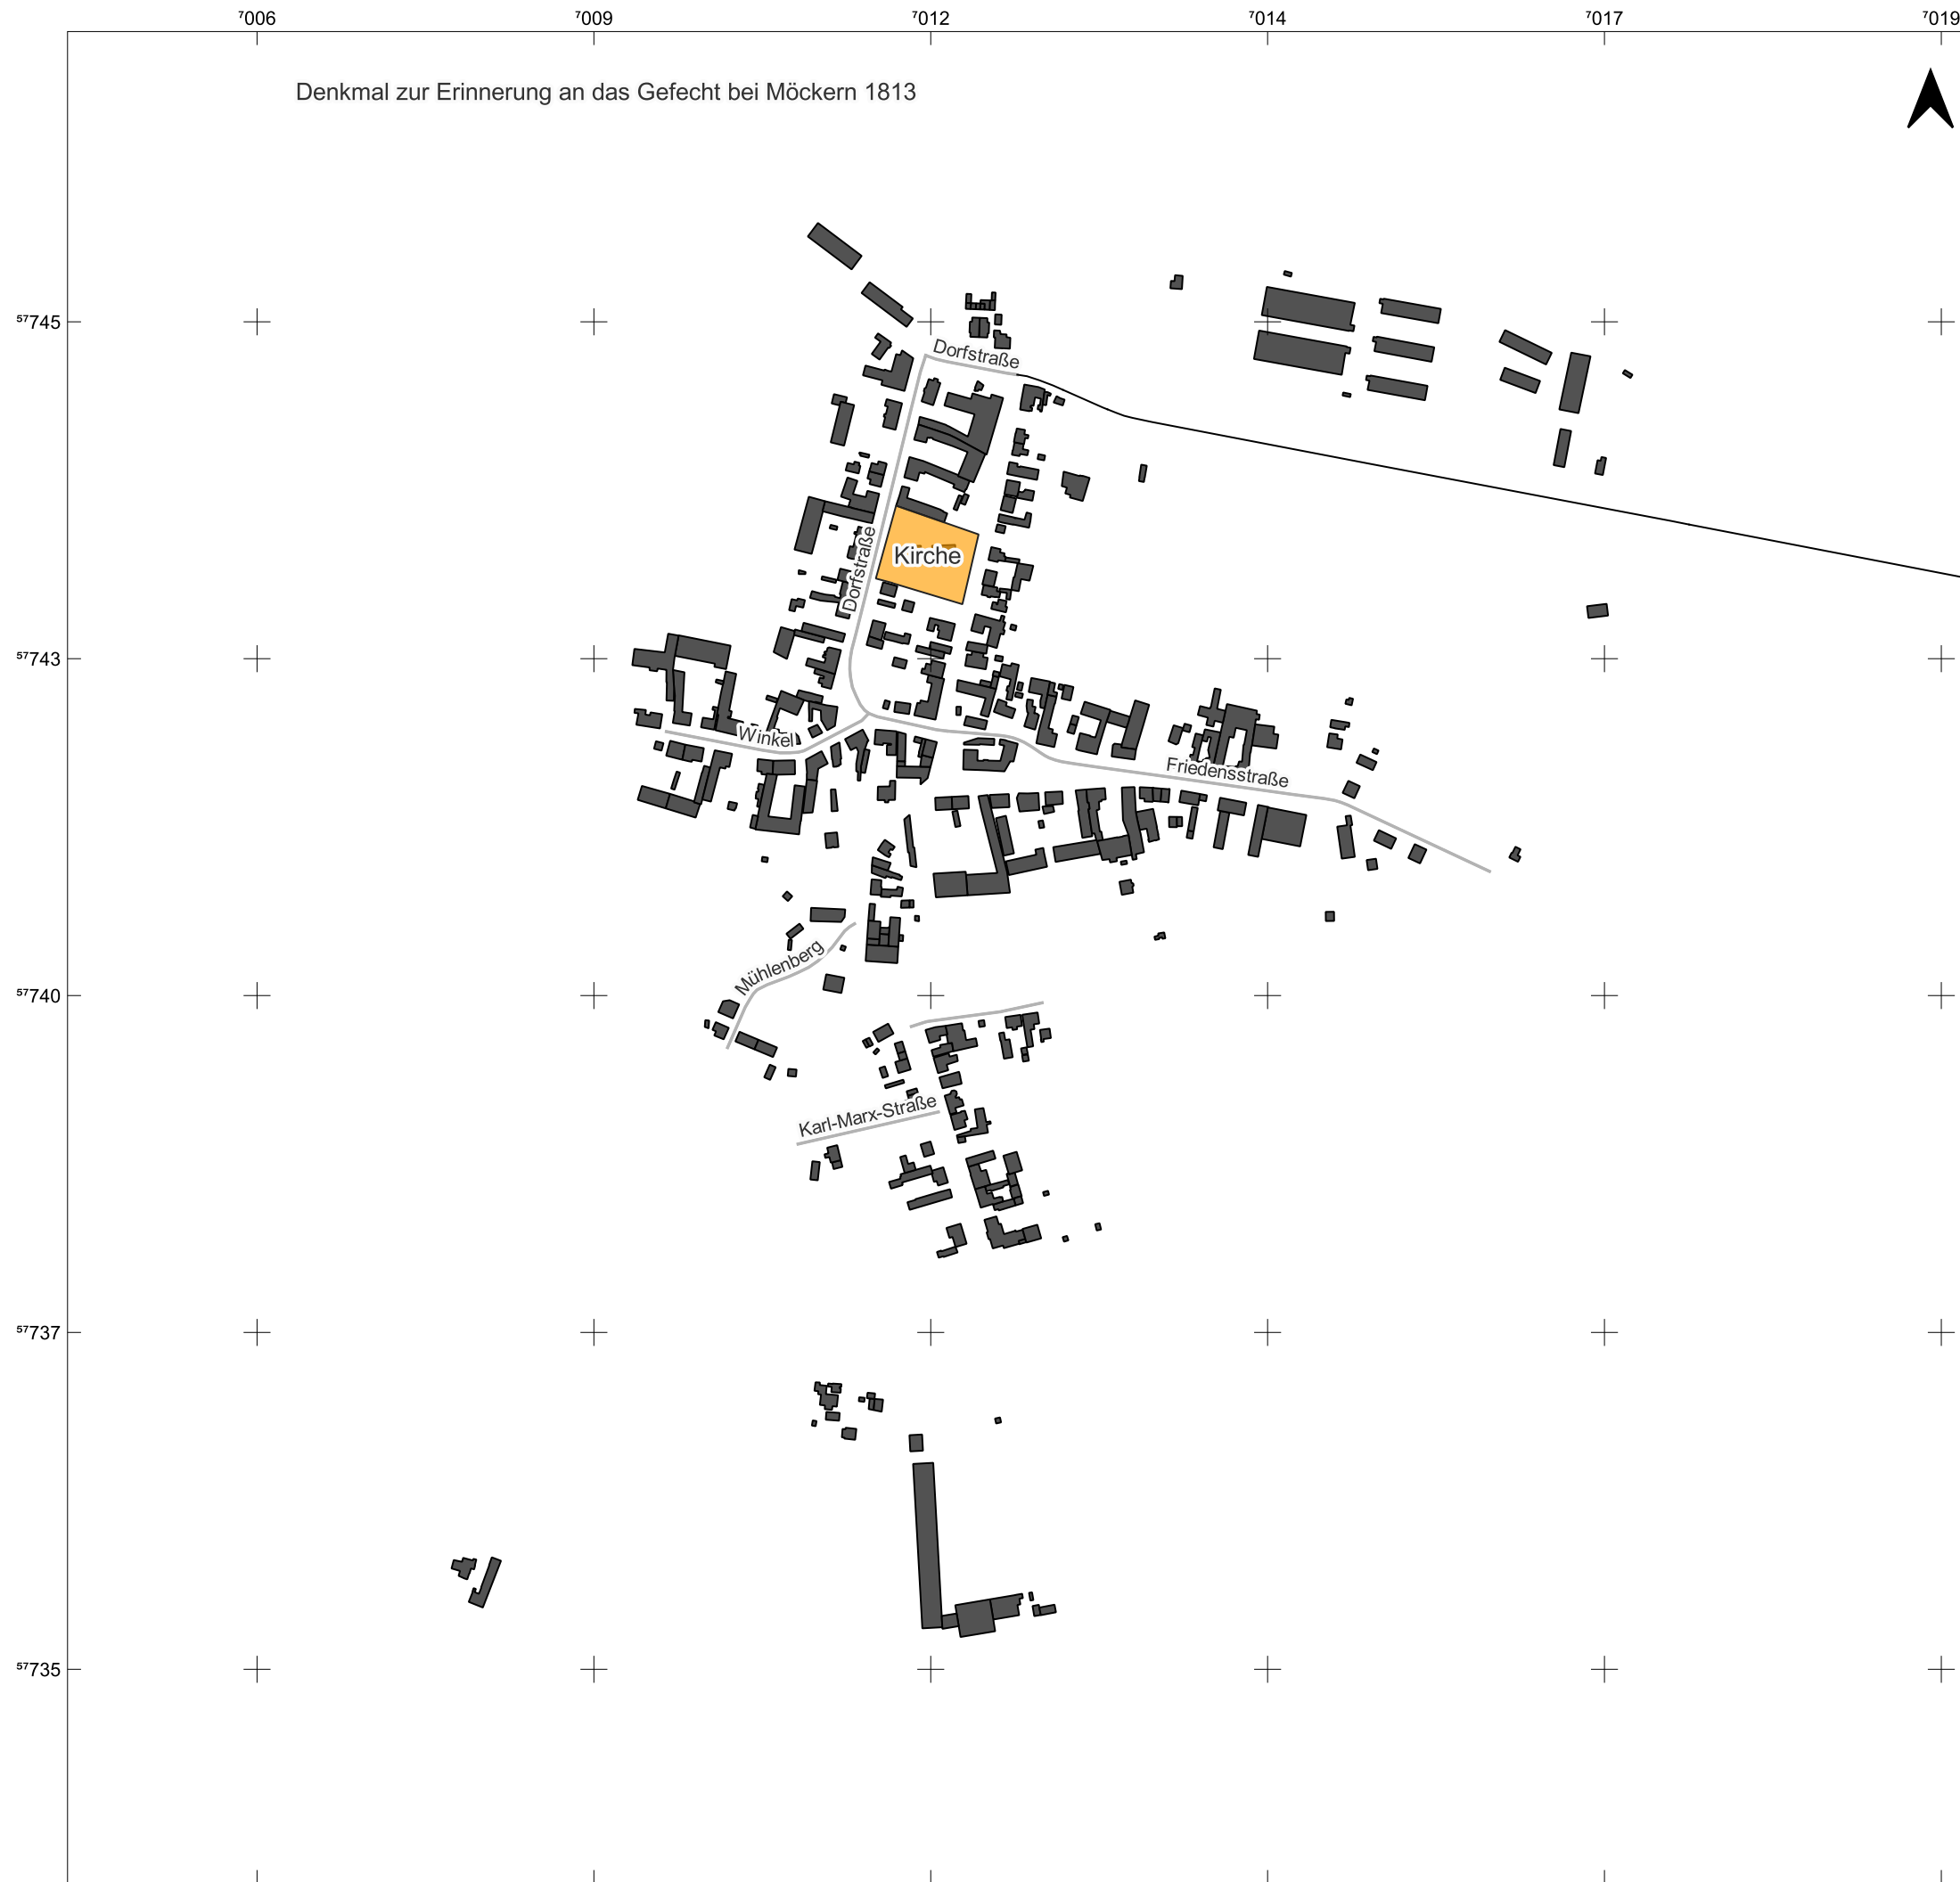 7006 7009 7012 7014 7017 7019
Denkmal zur Erinnerung an das Gefecht bei Möckern 1813
57745
Dorfstraße
Dorfstraße
Kirche
57743
Winkel
Friedensstraße
Mühlenberg
57740
Karl-Marx-Straße
57737
57735